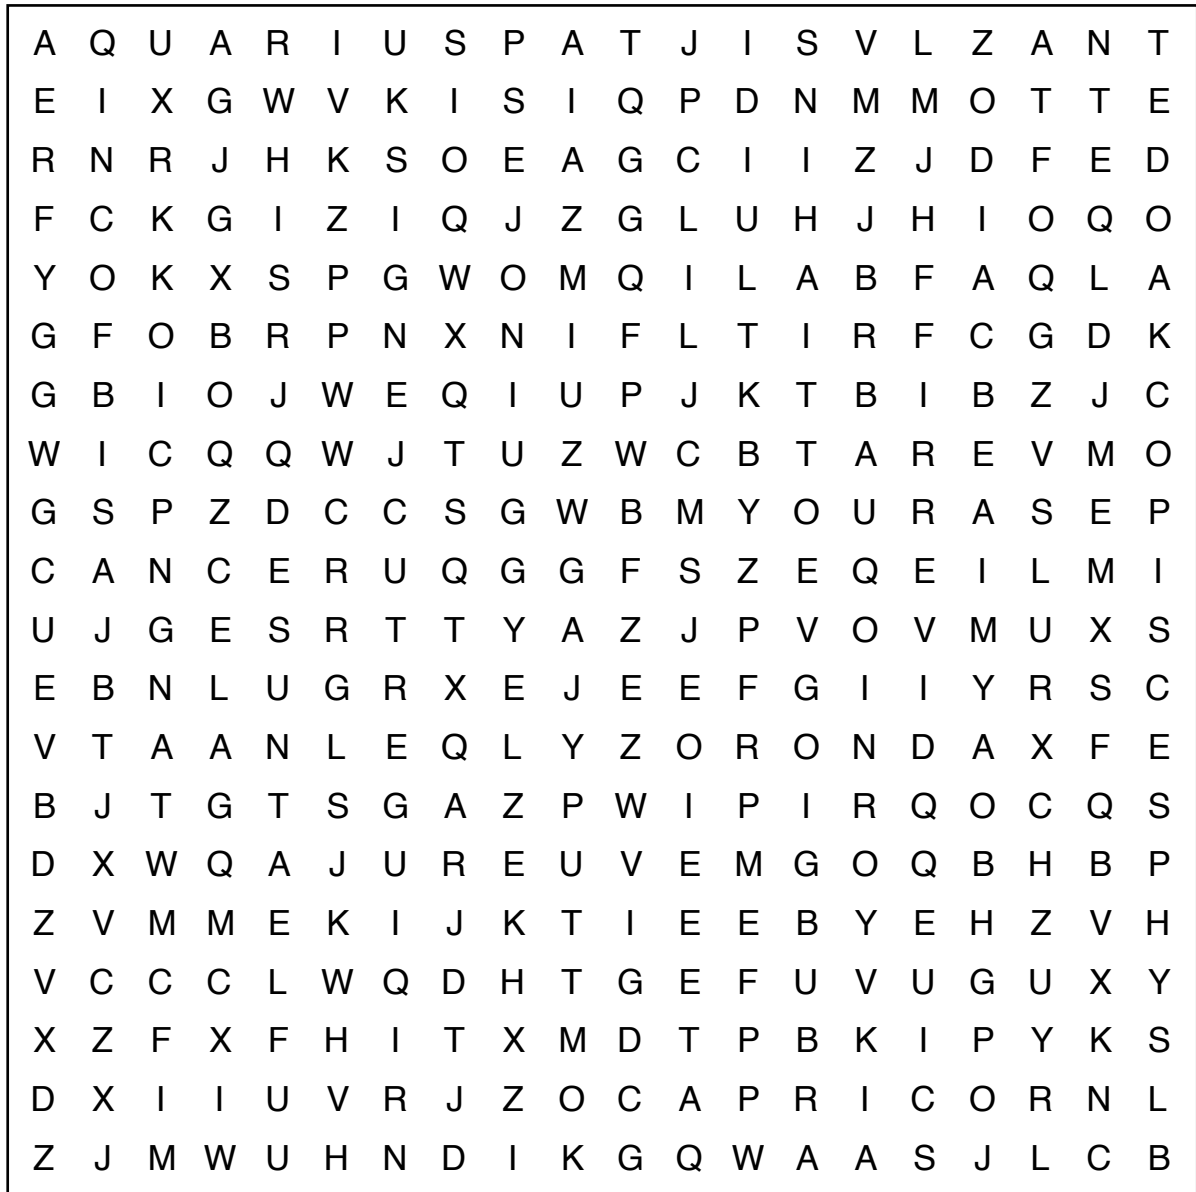 A Q U A R I U S P A T J I S V L Z A N T
E I X G W V K I S I Q P D N M M O T T E
R N R J H K S O E A G C I I Z J D F E D
F C K G I Z I Q J Z G L U H J H I O Q O
Y O K X S P G W O M Q I L A B F A Q L A
G F O B R P N X N I F L T I R F C G D K
G B I O J W E Q I U P J K T B I B Z J C
W I C Q Q W J T U Z W C B T A R E V M O
G S P Z D C C S G W B M Y O U R A S E P
C A N C E R U Q G G F S Z E Q E I L M I
U J G E S R T T Y A Z J P V O V M U X S
E B N L U G R X E J E E F G I I Y R S C
V T A A N L E Q L Y Z O R O N D A X F E
B J T G T S G A Z P W I P I R Q O C Q S
D X W Q A J U R E U V E M G O Q B H B P
Z V M M E K I J K T I E E B Y E H Z V H
V C C C L W Q D H T G E F U V U G U X Y
X Z F X F H I T X M D T P B K I P Y K S
D X I I U V R J Z O C A P R I C O R N L
Z J M W U H N D I K G Q W A A S J L C B